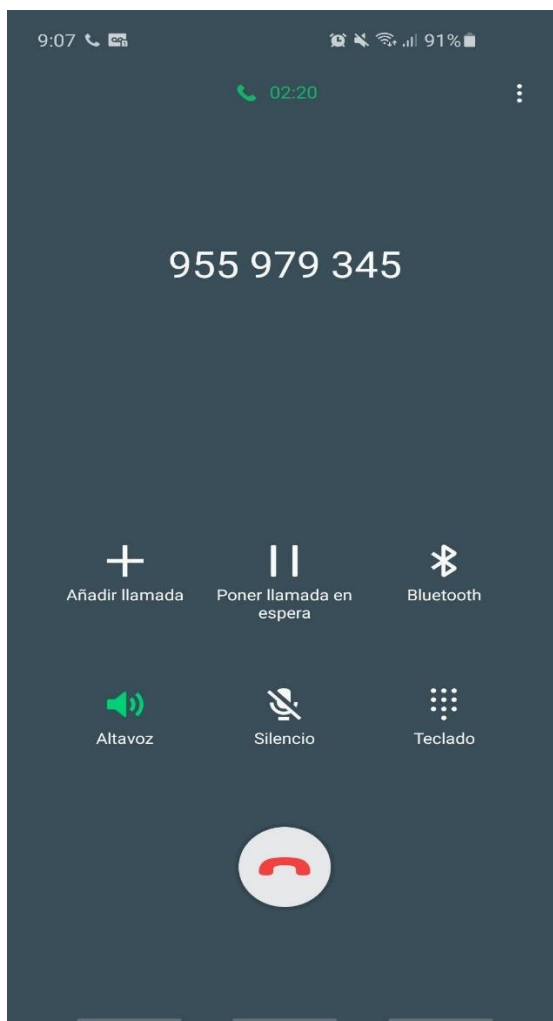 9:07 91%
02:20
955 979 345
Añadir llamada Poner llamada en espera Bluetooth
Altavoz Silencio Teclado